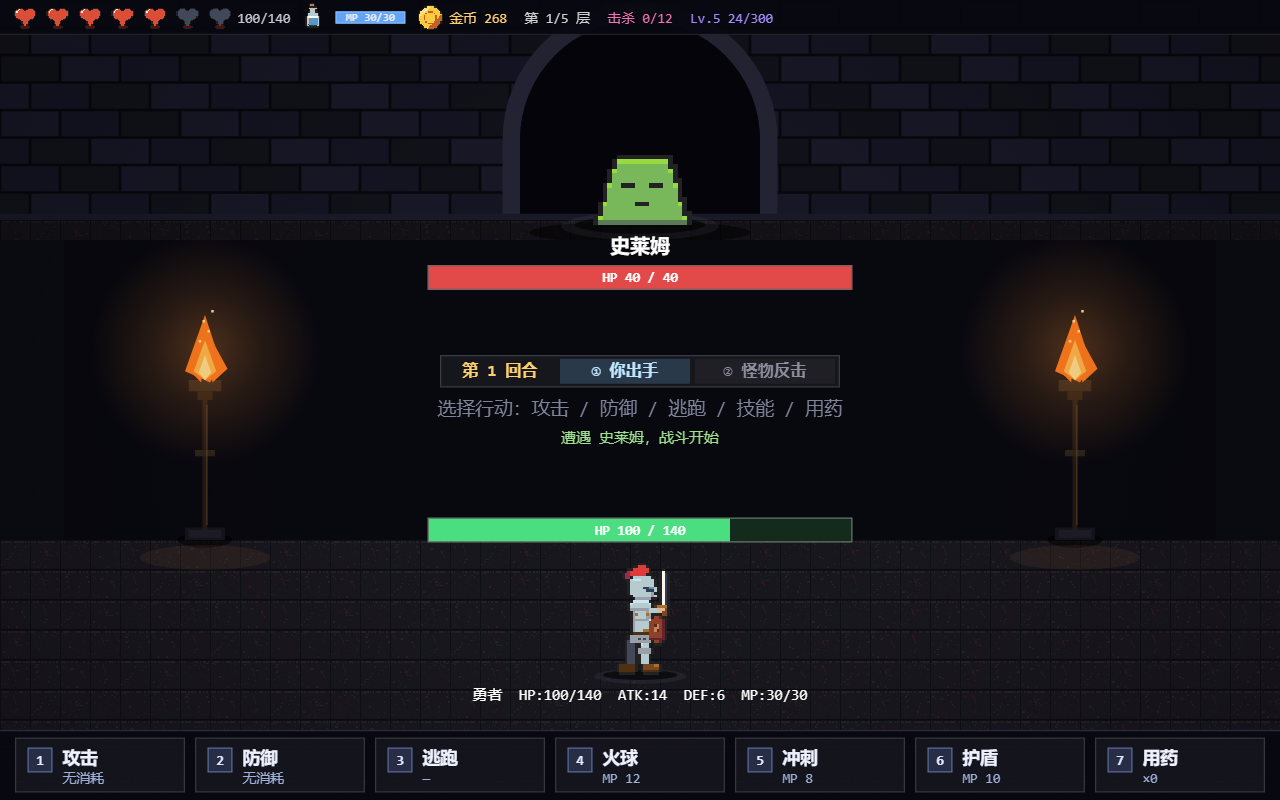 100/140 MP 30/30 金币 268 第 1/5 层 击杀 0/12 Lv.5 24/300
史莱姆
HP 40 / 40
第 1 回合 ① 你出手 ② 怪物反击
选择行动: 攻击 / 防御 / 逃跑 / 技能 / 用药
遭遇 史莱姆, 战斗开始
HP 100 / 140
勇者 HP:100/140 ATK:14 DEF:6 MP:30/30
1 攻击
无消耗
2 防御
无消耗
3 逃跑
—
4 火球
MP 12
5 冲刺
MP 8
6 护盾
MP 10
7 用药
×0